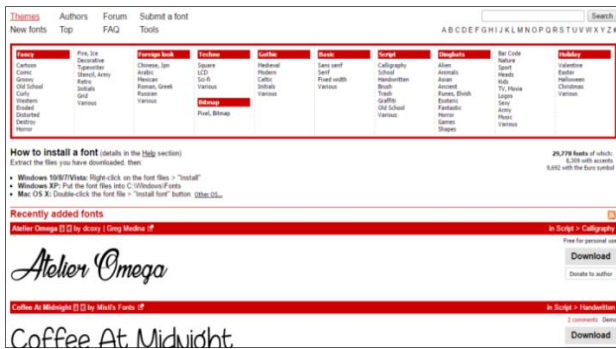 Themes Authors Forum Submit a font Search
New fonts Top FAQ Tools A B C D E F G H I J K L M N O P Q R S T U V W X Y Z #
Fancy
Cartoon
Comic
Groovy
Old School
Curly
Western
Eroded
Distorted
Destroy
Horror
Fire, Ice
Decorative
Typewriter
Stencil, Army
Retro
Initials
Grid
Various
Foreign look
Chinese, Jpn
Arabic
Mexican
Roman, Greek
Russian
Various
Techno
Square
LCD
Sci-fi
Various
Bitmap
Pixel, Bitmap
Gothic
Medieval
Modern
Celtic
Initials
Various
Basic
Sans serif
Serif
Fixed width
Various
Script
Calligraphy
School
Handwritten
Brush
Trash
Graffiti
Old School
Various
Dingbats
Alien
Animals
Asian
Ancient
Runes, Elvish
Esoteric
Fantastic
Horror
Games
Shapes
Bar Code
Nature
Sport
Heads
Kids
TV, Movie
Logos
Sexy
Army
Music
Various
Holiday
Valentine
Easter
Halloween
Christmas
Various
How to install a font (details in the Help section)
Extract the files you have downloaded, then:
• Windows 10/8/7/Vista: Right-click on the font files > "Install"
• Windows XP: Put the font files into C:\Windows\Fonts
• Mac OS X: Double-click the font file > "Install font" button. Other OS...
29,778 fonts of which:
8,309 with accents
9,692 with the Euro symbol
Recently added fonts
Atelier Omega by dcoxy | Greg Medina in Script > Calligraphy
Free for personal use
Atelier Omega
Download
Donate to author
Coffee At Midnight by Misti's Fonts in Script > Handwritten
2 comments Demo
Coffee At Midnight
Download